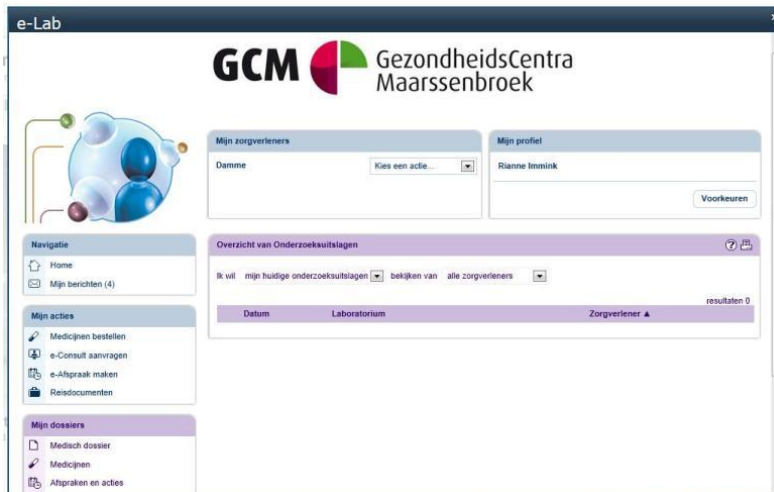 e-Lab
GCM GezondheidsCentra
Maarssenbroek
Mijn zorgverleners
Damme Kies een actie...
Mijn profiel
Rianne Immink
Voorkeuren
Navigatie
Home
Mijn berichten (4)
Mijn acties
Medicijnen bestellen
e-Consult aanvragen
e-Afspraak maken
Reisdocumenten
Mijn dossiers
Medisch dossier
Medicijnen
Afspraken en acties
Overzicht van Onderzoeksuitslagen
Ik wil mijn huidige onderzoeksuitslagen bekijken van alle zorgverleners
resultaten 0
Datum Laboratorium Zorgverlener ▲